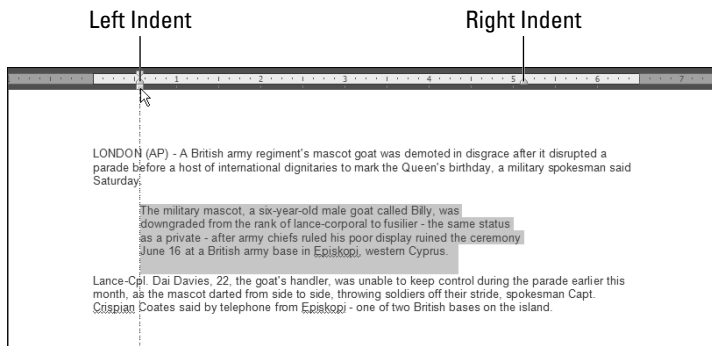 Left Indent Right Indent
1 2 3 4 5 6 7
LONDON (AP) - A British army regiment's mascot goat was demoted in disgrace after it disrupted a
parade before a host of international dignitaries to mark the Queen's birthday, a military spokesman said
Saturday.
The military mascot, a six-year-old male goat called Billy, was
downgraded from the rank of lance-corporal to fusilier - the same status
as a private - after army chiefs ruled his poor display ruined the ceremony
June 16 at a British army base in Episkopi, western Cyprus.
Lance-Cpl. Dai Davies, 22, the goat's handler, was unable to keep control during the parade earlier this
month, as the mascot darted from side to side, throwing soldiers off their stride, spokesman Capt.
Crispian Coates said by telephone from Episkopi - one of two British bases on the island.